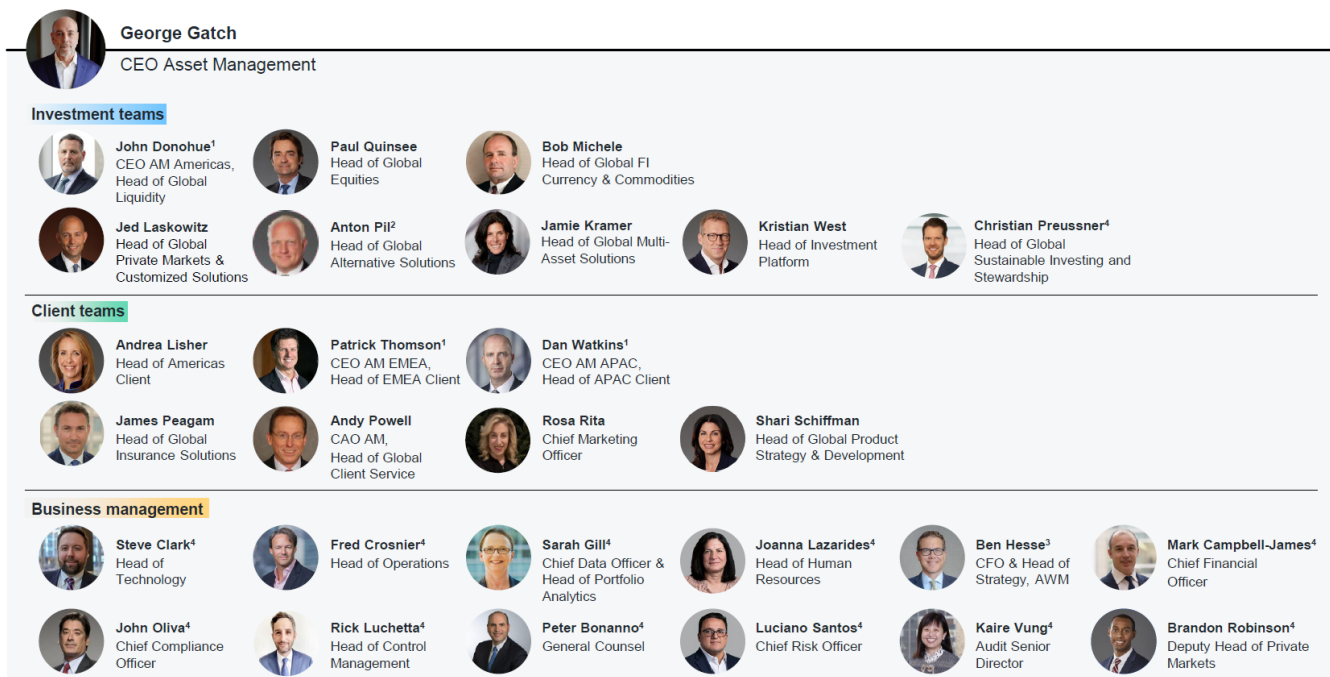 George Gatch
CEO Asset Management
Investment teams
John Donohue¹
CEO AM Americas,
Head of Global
Liquidity
Paul Quinsee
Head of Global
Equities
Bob Michele
Head of Global FI
Currency & Commodities
Jed Laskowitz
Head of Global
Private Markets &
Customized Solutions
Anton Pil²
Head of Global
Alternative Solutions
Jamie Kramer
Head of Global Multi-
Asset Solutions
Kristian West
Head of Investment
Platform
Christian Preussner⁴
Head of Global
Sustainable Investing and
Stewardship
Client teams
Andrea Lisher
Head of Americas
Client
Patrick Thomson¹
CEO AM EMEA,
Head of EMEA Client
Dan Watkins¹
CEO AM APAC,
Head of APAC Client
James Peagam
Head of Global
Insurance Solutions
Andy Powell
CAO AM,
Head of Global
Client Service
Rosa Rita
Chief Marketing
Officer
Shari Schiffman
Head of Global Product
Strategy & Development
Business management
Steve Clark⁴
Head of
Technology
Fred Crosnier⁴
Head of Operations
Sarah Gill⁴
Chief Data Officer &
Head of Portfolio
Analytics
Joanna Lazarides⁴
Head of Human
Resources
Ben Hesse³
CFO & Head of
Strategy, AWM
Mark Campbell-James⁴
Chief Financial
Officer
John Oliva⁴
Chief Compliance
Officer
Rick Luchetta⁴
Head of Control
Management
Peter Bonanno⁴
General Counsel
Luciano Santos⁴
Chief Risk Officer
Kaire Vung⁴
Audit Senior
Director
Brandon Robinson⁴
Deputy Head of Private
Markets